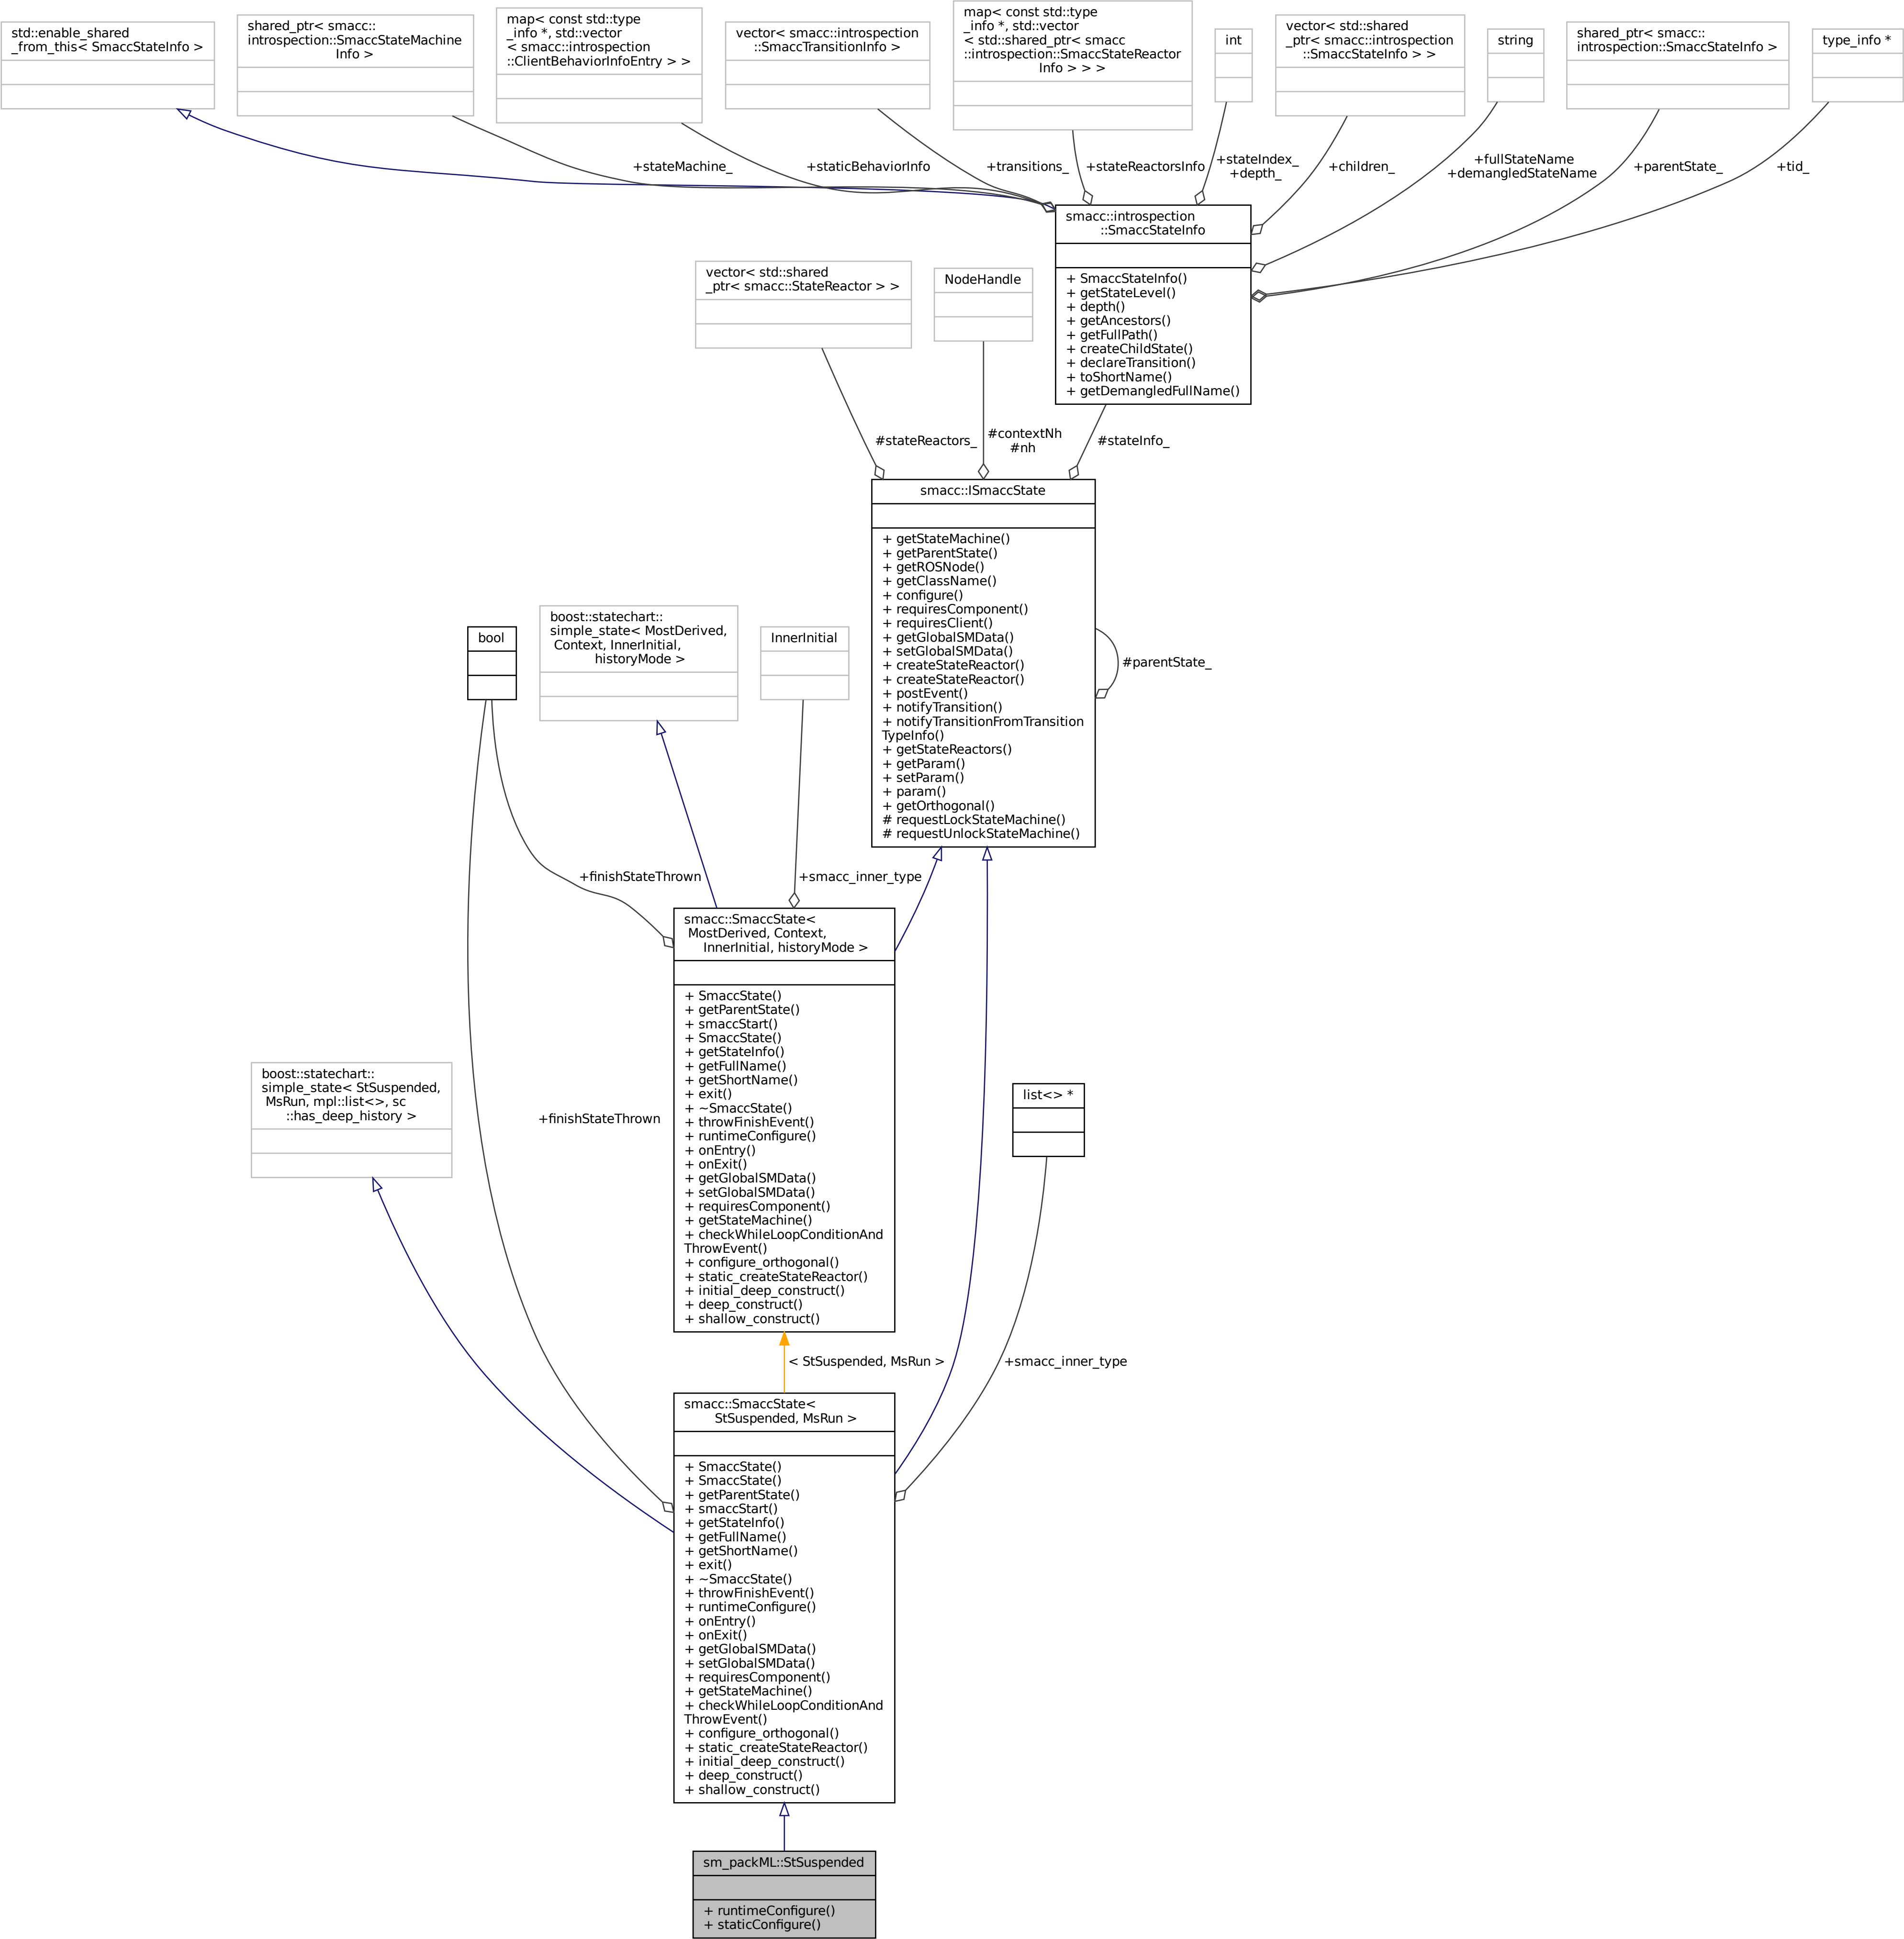 std::enable_shared
_from_this< SmaccStateInfo >
shared_ptr< smacc::
introspection::SmaccStateMachine
Info >
map< const std::type
_info *, std::vector
< smacc::introspection
::ClientBehaviorInfoEntry > >
vector< smacc::introspection
::SmaccTransitionInfo >
map< const std::type
_info *, std::vector
< std::shared_ptr< smacc
::introspection::SmaccStateReactor
Info > > >
int
vector< std::shared
_ptr< smacc::introspection
::SmaccStateInfo > >
string
shared_ptr< smacc::
introspection::SmaccStateInfo >
type_info *
+stateMachine_
+staticBehaviorInfo
+transitions_
+stateReactorsInfo
+stateIndex_
+depth_
+children_
+fullStateName
+demangledStateName
+parentState_
+tid_
smacc::introspection
::SmaccStateInfo
+ SmaccStateInfo()
+ getStateLevel()
+ depth()
+ getAncestors()
+ getFullPath()
+ createChildState()
+ declareTransition()
+ toShortName()
+ getDemangledFullName()
vector< std::shared
_ptr< smacc::StateReactor > >
NodeHandle
#stateReactors_
#contextNh
#nh
#stateInfo_
smacc::ISmaccState
+ getStateMachine()
+ getParentState()
+ getROSNode()
+ getClassName()
+ configure()
+ requiresComponent()
+ requiresClient()
+ getGlobalSMData()
+ setGlobalSMData()
+ createStateReactor()
+ createStateReactor()
+ postEvent()
+ notifyTransition()
+ notifyTransitionFromTransition
TypeInfo()
+ getStateReactors()
+ getParam()
+ setParam()
+ param()
+ getOrthogonal()
# requestLockStateMachine()
# requestUnlockStateMachine()
#parentState_
bool
boost::statechart::
simple_state< MostDerived,
Context, InnerInitial,
historyMode >
InnerInitial
+finishStateThrown
+smacc_inner_type
smacc::SmaccState<
MostDerived, Context,
InnerInitial, historyMode >
+ SmaccState()
+ getParentState()
+ smaccStart()
+ SmaccState()
+ getStateInfo()
+ getFullName()
+ getShortName()
+ exit()
+ ~SmaccState()
+ throwFinishEvent()
+ runtimeConfigure()
+ onEntry()
+ onExit()
+ getGlobalSMData()
+ setGlobalSMData()
+ requiresComponent()
+ getStateMachine()
+ checkWhileLoopConditionAnd
ThrowEvent()
+ configure_orthogonal()
+ static_createStateReactor()
+ initial_deep_construct()
+ deep_construct()
+ shallow_construct()
boost::statechart::
simple_state< StSuspended,
MsRun, mpl::list<>, sc
::has_deep_history >
+finishStateThrown
list<> *
< StSuspended, MsRun >
+smacc_inner_type
smacc::SmaccState<
StSuspended, MsRun >
+ SmaccState()
+ SmaccState()
+ getParentState()
+ smaccStart()
+ getStateInfo()
+ getFullName()
+ getShortName()
+ exit()
+ ~SmaccState()
+ throwFinishEvent()
+ runtimeConfigure()
+ onEntry()
+ onExit()
+ getGlobalSMData()
+ setGlobalSMData()
+ requiresComponent()
+ getStateMachine()
+ checkWhileLoopConditionAnd
ThrowEvent()
+ configure_orthogonal()
+ static_createStateReactor()
+ initial_deep_construct()
+ deep_construct()
+ shallow_construct()
sm_packML::StSuspended
+ runtimeConfigure()
+ staticConfigure()